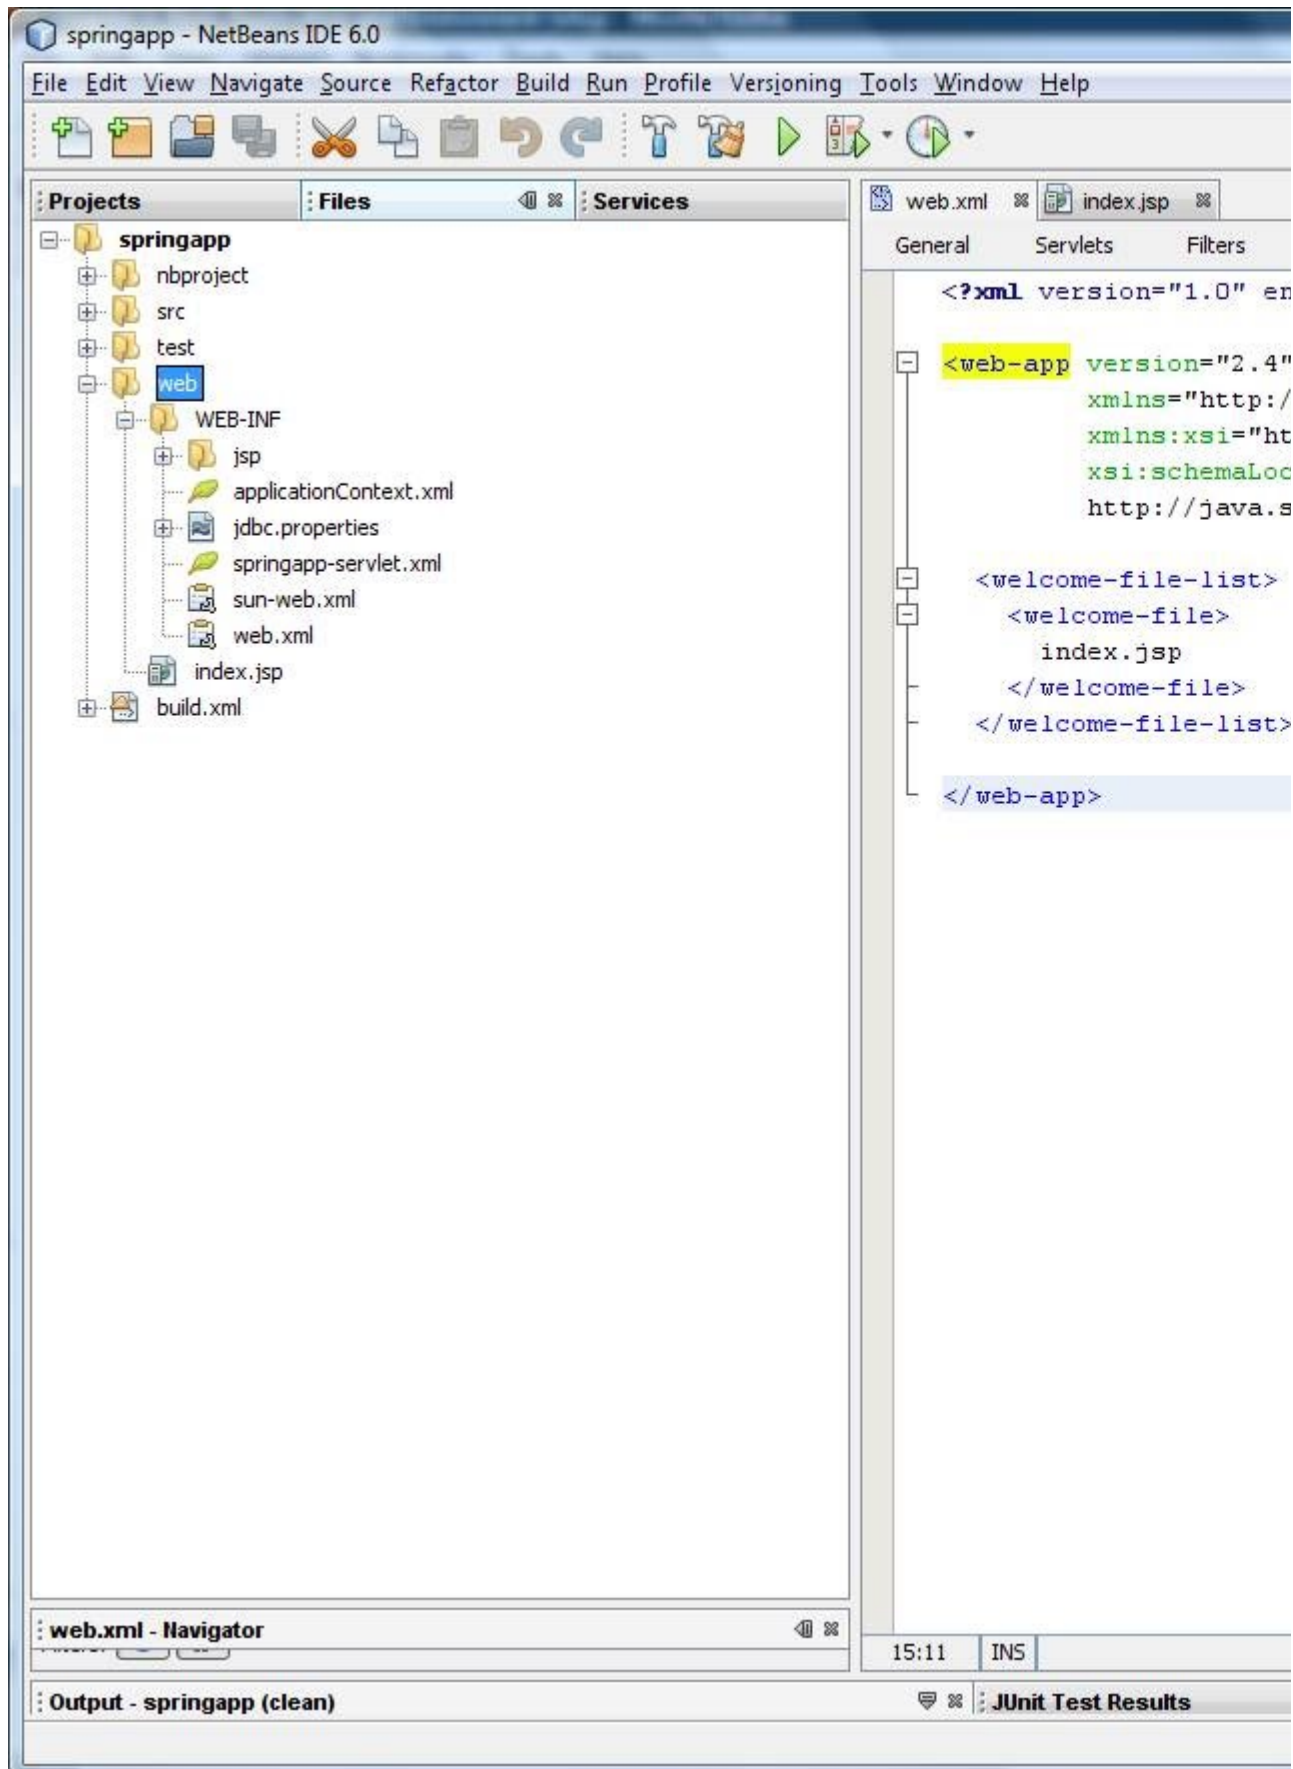 springapp - NetBeans IDE 6.0
File Edit View Navigate Source Refactor Build Run Profile Versioning Tools Window Help
Projects Files Services
springapp
nbproject
src
test
web
WEB-INF
jsp
applicationContext.xml
jdbc.properties
springapp-servlet.xml
sun-web.xml
web.xml
index.jsp
build.xml
web.xml index.jsp
General Servlets Filters
<?xml version="1.0" en
<web-app version="2.4"
xmlns="http:/
xmlns:xsi="ht
xsi:schemaLoc
http://java.s
<welcome-file-list>
<welcome-file>
index.jsp
</welcome-file>
</welcome-file-list>
</web-app>
web.xml - Navigator
15:11 INS
Output - springapp (clean) JUnit Test Results